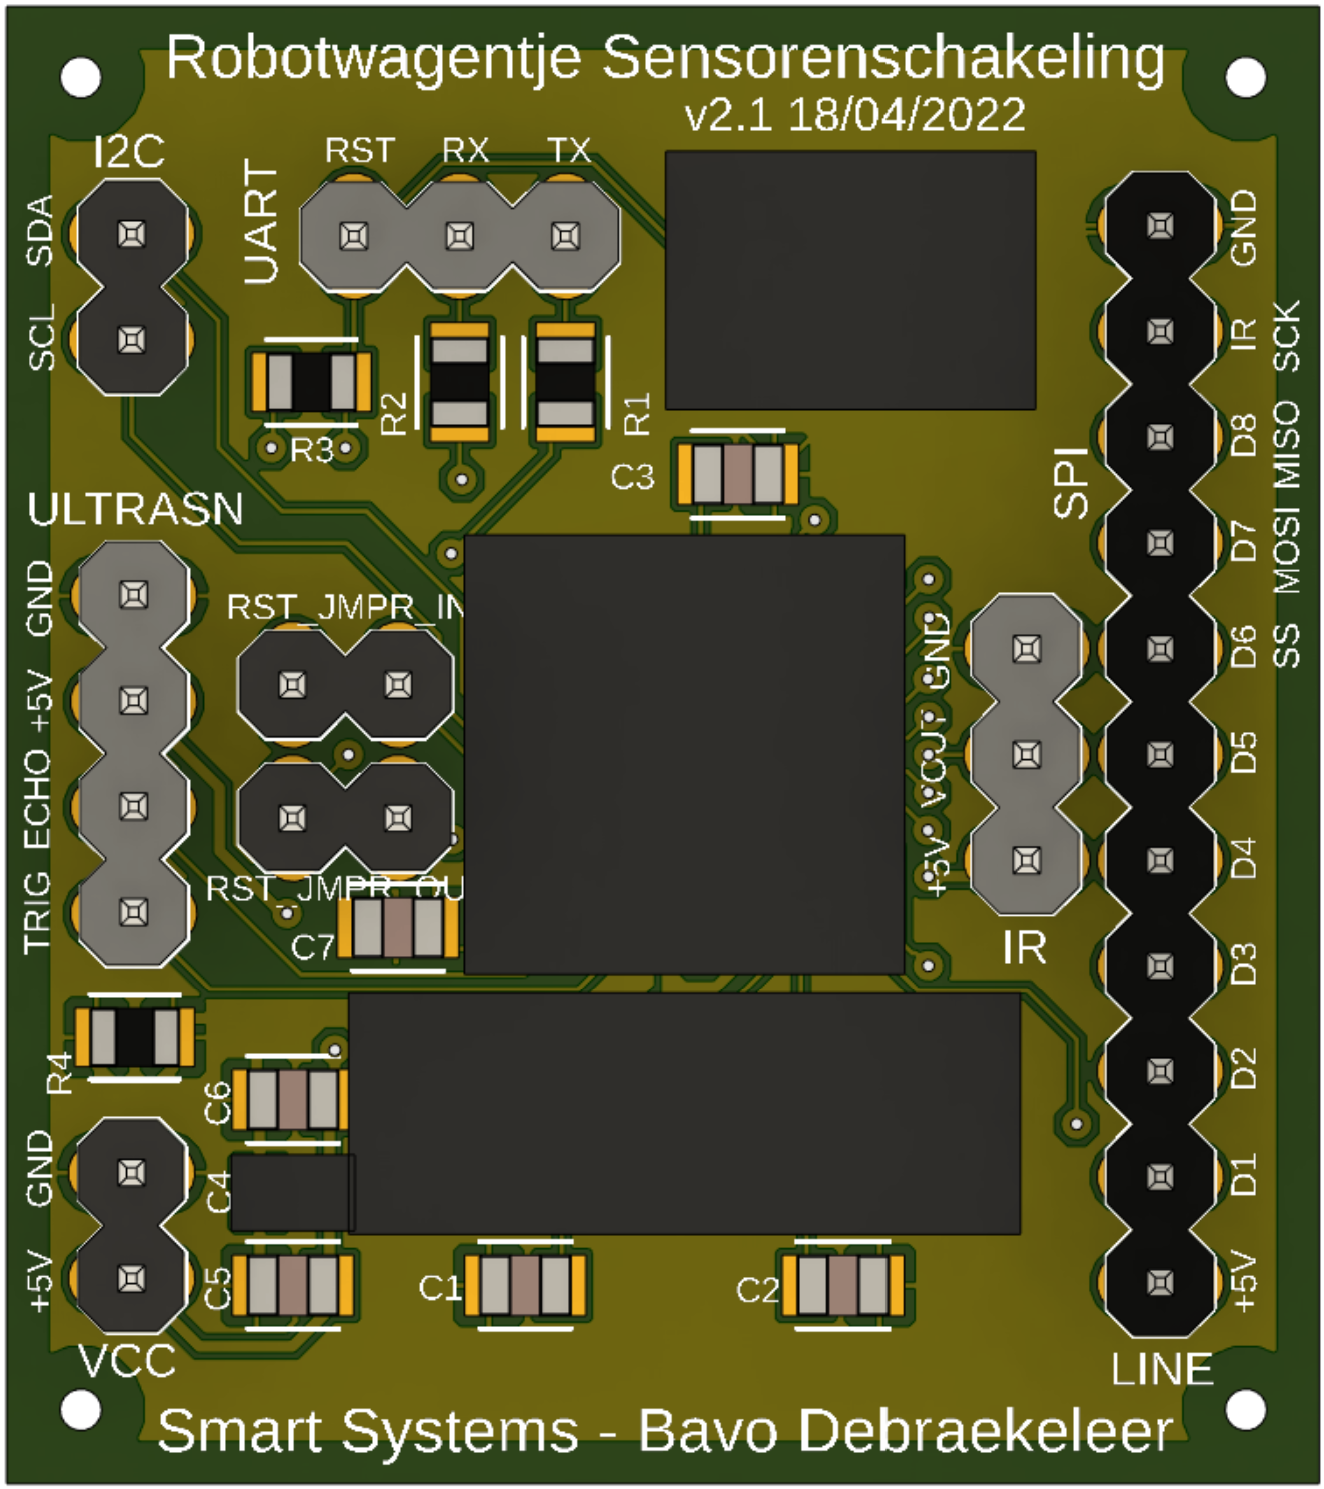 Robotwagentje Sensorenschakeling
v2.1 18/04/2022
I2C
SDA
SCL
UART
RST RX TX
R3
R2
R1
C3
SPI
GND
IR
D8
D7
D6
D5
D4
D3
D2
D1
+5V
SS MOSI MISO SCK
ULTRASN
GND
+5V
ECHO
TRIG
RST_JMPR_IN
RST_JMPR_OU
C7
GND
VOUT
+5V
IR
R4
C6
C4
C5
C1
C2
GND
+5V
VCC
LINE
Smart Systems - Bavo Debraekeleer